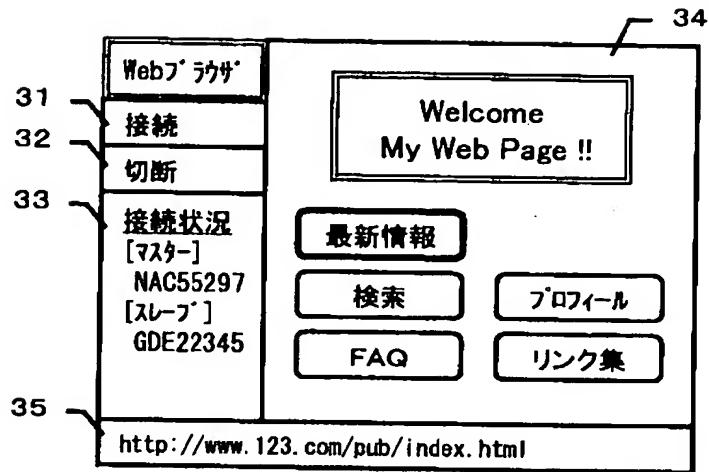 34
Webﾌﾞﾗｳｻﾞ
31
接続
32
切断
33
接続状況
[ﾏｽﾀｰ]
NAC55297
[ｽﾚｰﾌﾞ]
GDE22345
Welcome
My Web Page !!
最新情報
検索
ﾌﾟﾛﾌｨｰﾙ
FAQ
リンク集
35
http://www.123.com/pub/index.html